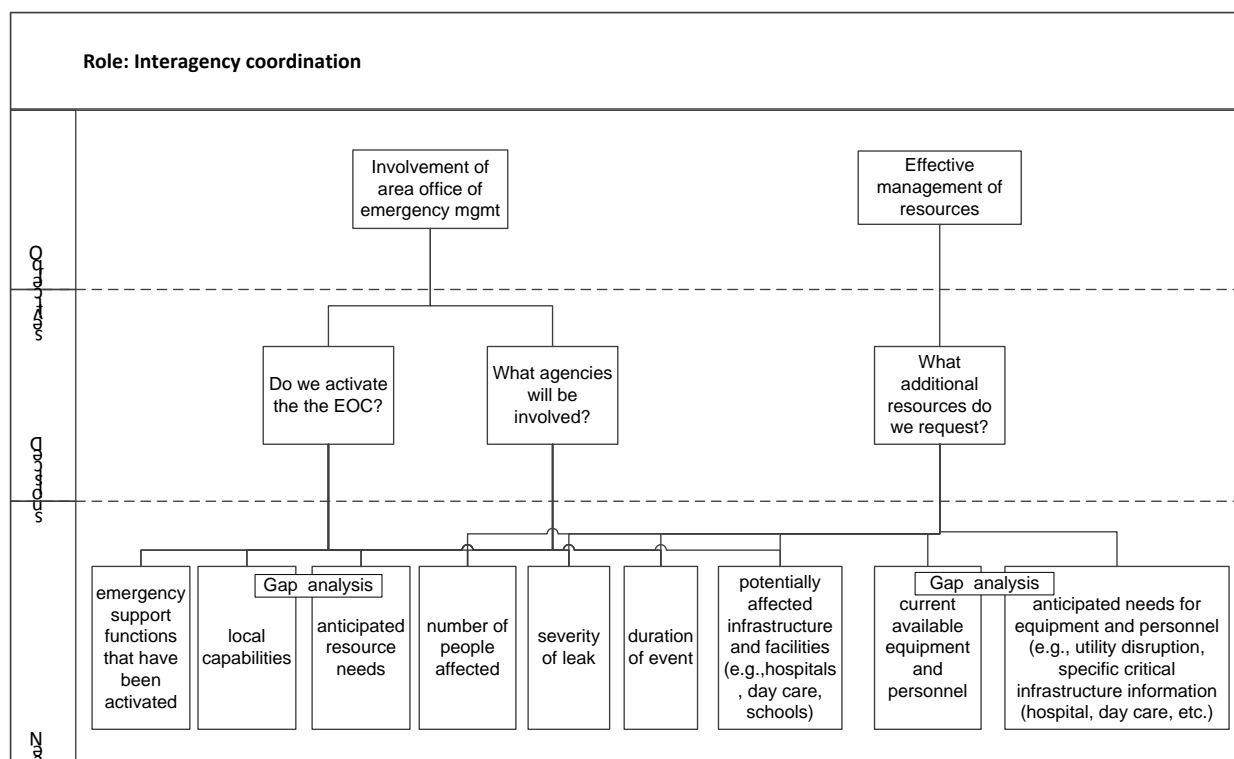 Role: Interagency coordination
Involvement of
area office of
emergency mgmt
Effective
management of
resources
Do we activate
the the EOC?
What agencies
will be
involved?
What
additional
resources do
we request?
Gap analysis
Gap analysis
emergency
support
functions
that have
been
activated
local
capabilities
anticipated
resource
needs
number of
people
affected
severity
of leak
duration
of event
potentially
affected
infrastructure
and facilities
(e.g.,hospitals
, day care,
schools)
current
available
equipment
and
personnel
anticipated needs for
equipment and personnel
(e.g., utility disruption,
specific critical
infrastructure information
(hospital, day care, etc.)